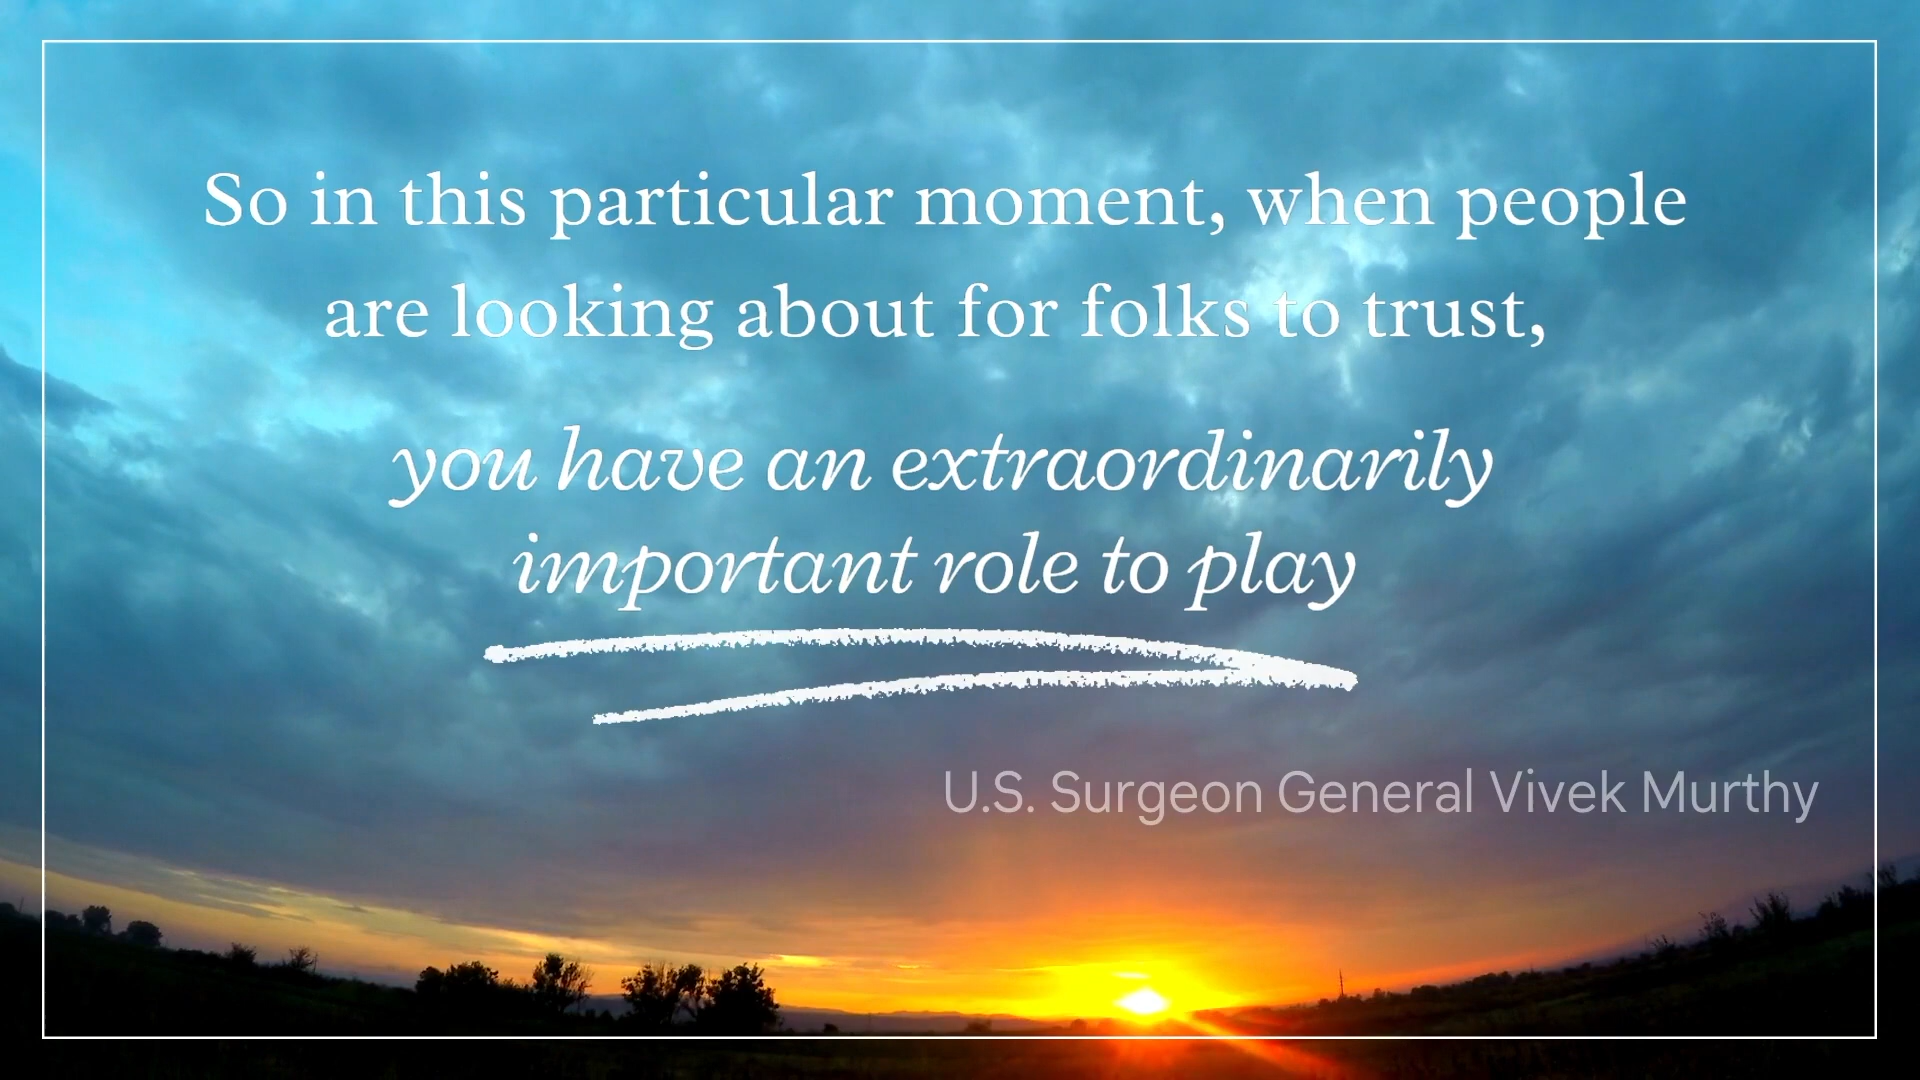 So in this particular moment, when people
are looking about for folks to trust,
you have an extraordinarily
important role to play
U.S. Surgeon General Vivek Murthy